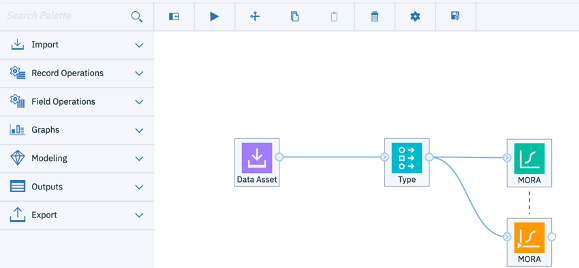 Search Palette
Import
Record Operations
Field Operations
Graphs
Modeling
Outputs
Export
Data Asset
Type
MORA
MORA